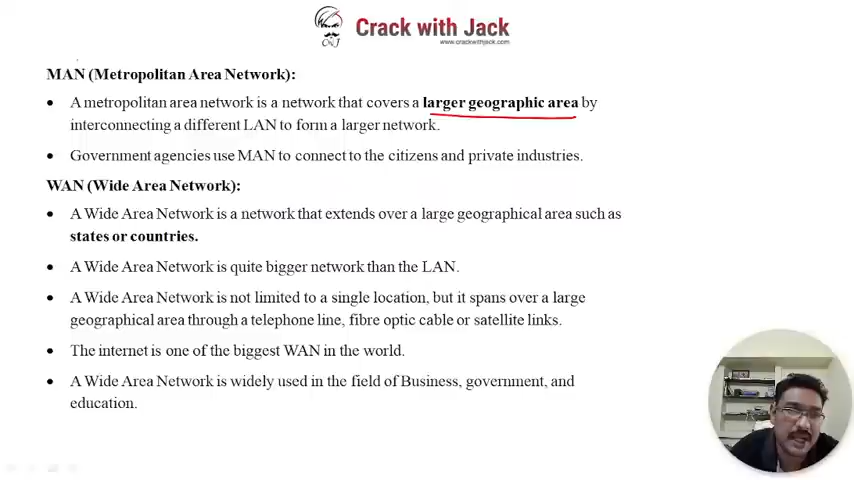 Crack with Jack
www.crackwithjack.com
MAN (Metropolitan Area Network):
• A metropolitan area network is a network that covers a larger geographic area by
interconnecting a different LAN to form a larger network.
• Government agencies use MAN to connect to the citizens and private industries.
WAN (Wide Area Network):
• A Wide Area Network is a network that extends over a large geographical area such as
states or countries.
• A Wide Area Network is quite bigger network than the LAN.
• A Wide Area Network is not limited to a single location, but it spans over a large
geographical area through a telephone line, fibre optic cable or satellite links.
• The internet is one of the biggest WAN in the world.
• A Wide Area Network is widely used in the field of Business, government, and
education.